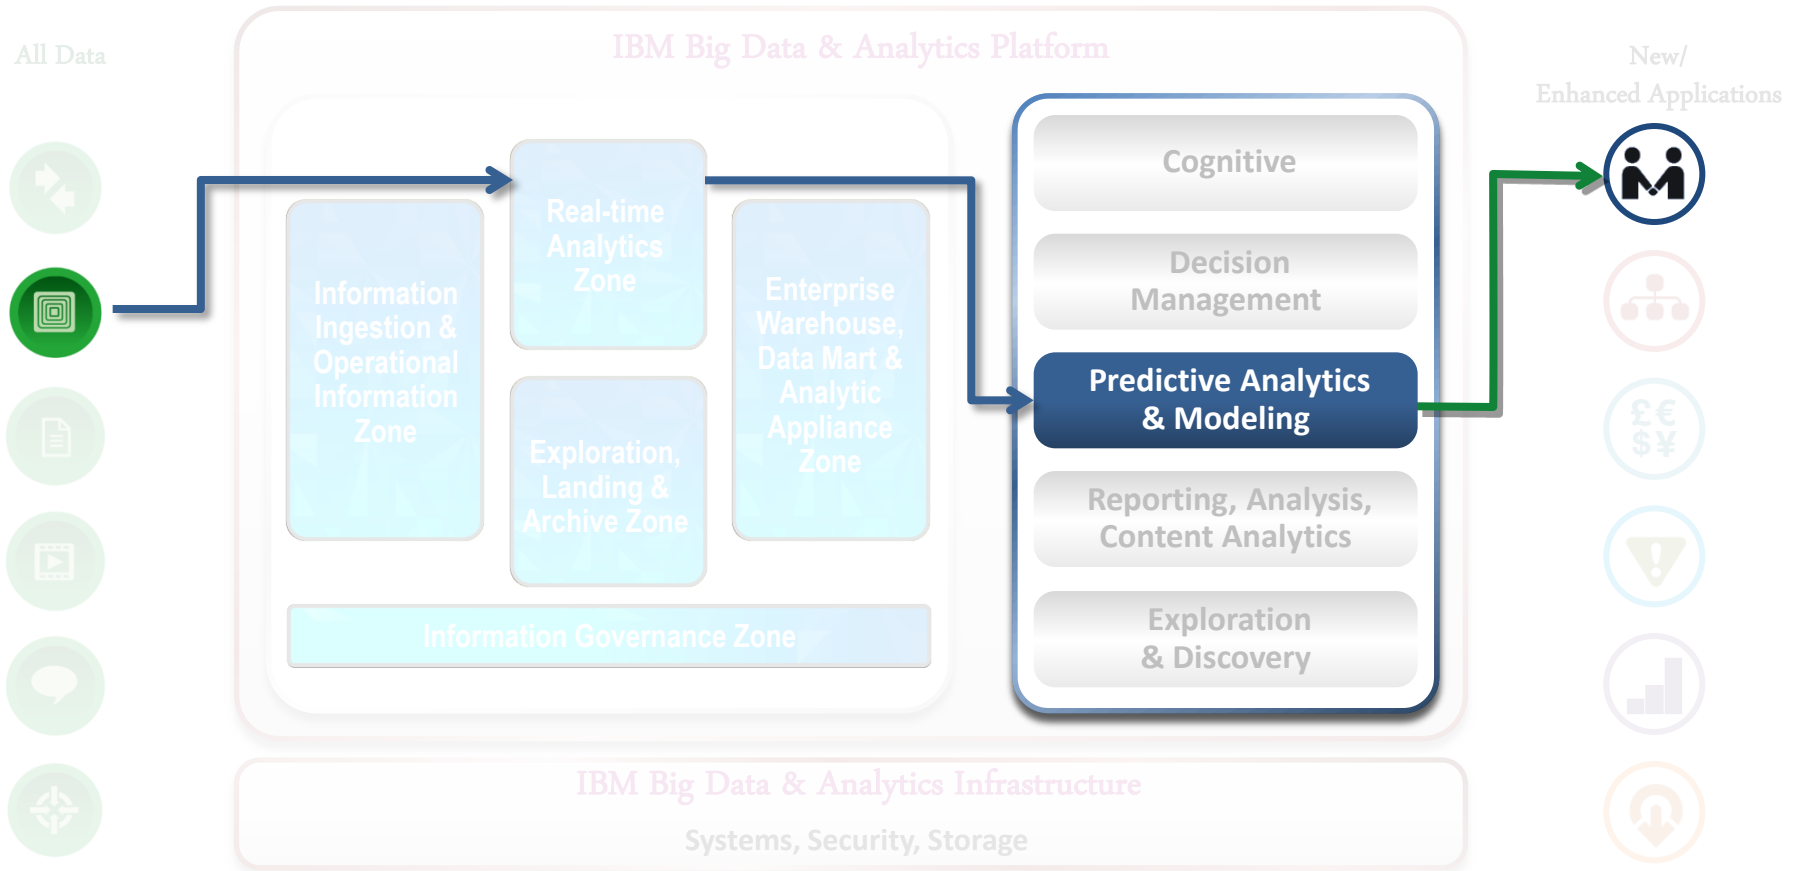 All Data
IBM Big Data & Analytics Platform
New/
Enhanced Applications
Information
Ingestion &
Operational
Information
Zone
Real-time
Analytics
Zone
Exploration,
Landing &
Archive Zone
Enterprise
Warehouse,
Data Mart &
Analytic
Appliance
Zone
Information Governance Zone
Cognitive
Decision
Management
Predictive Analytics
& Modeling
Reporting, Analysis,
Content Analytics
Exploration
& Discovery
£ €
$ ¥
!
IBM Big Data & Analytics Infrastructure
Systems, Security, Storage